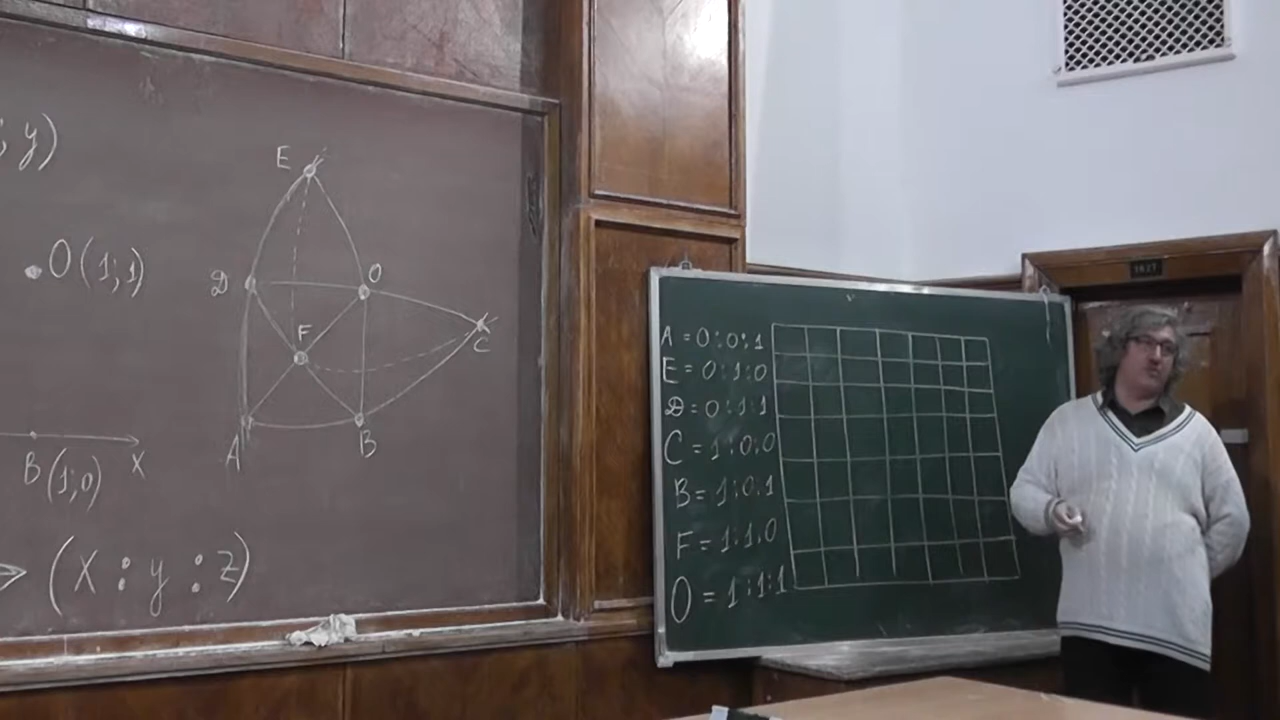 ; y)
O(1;1)
B(1;0)
X
(X : y : z)
E
D
O
F
C
A
B
A = 0:0:1
E = 0:1:0
D = 0:1:1
C = 1:0:0
B = 1:0:1
F = 1:1:0
O = 1:1:1